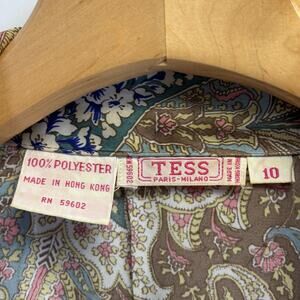 100% POLYESTER
MADE IN HONG KONG
RN 59602
TESS
PARIS-MILANO
10